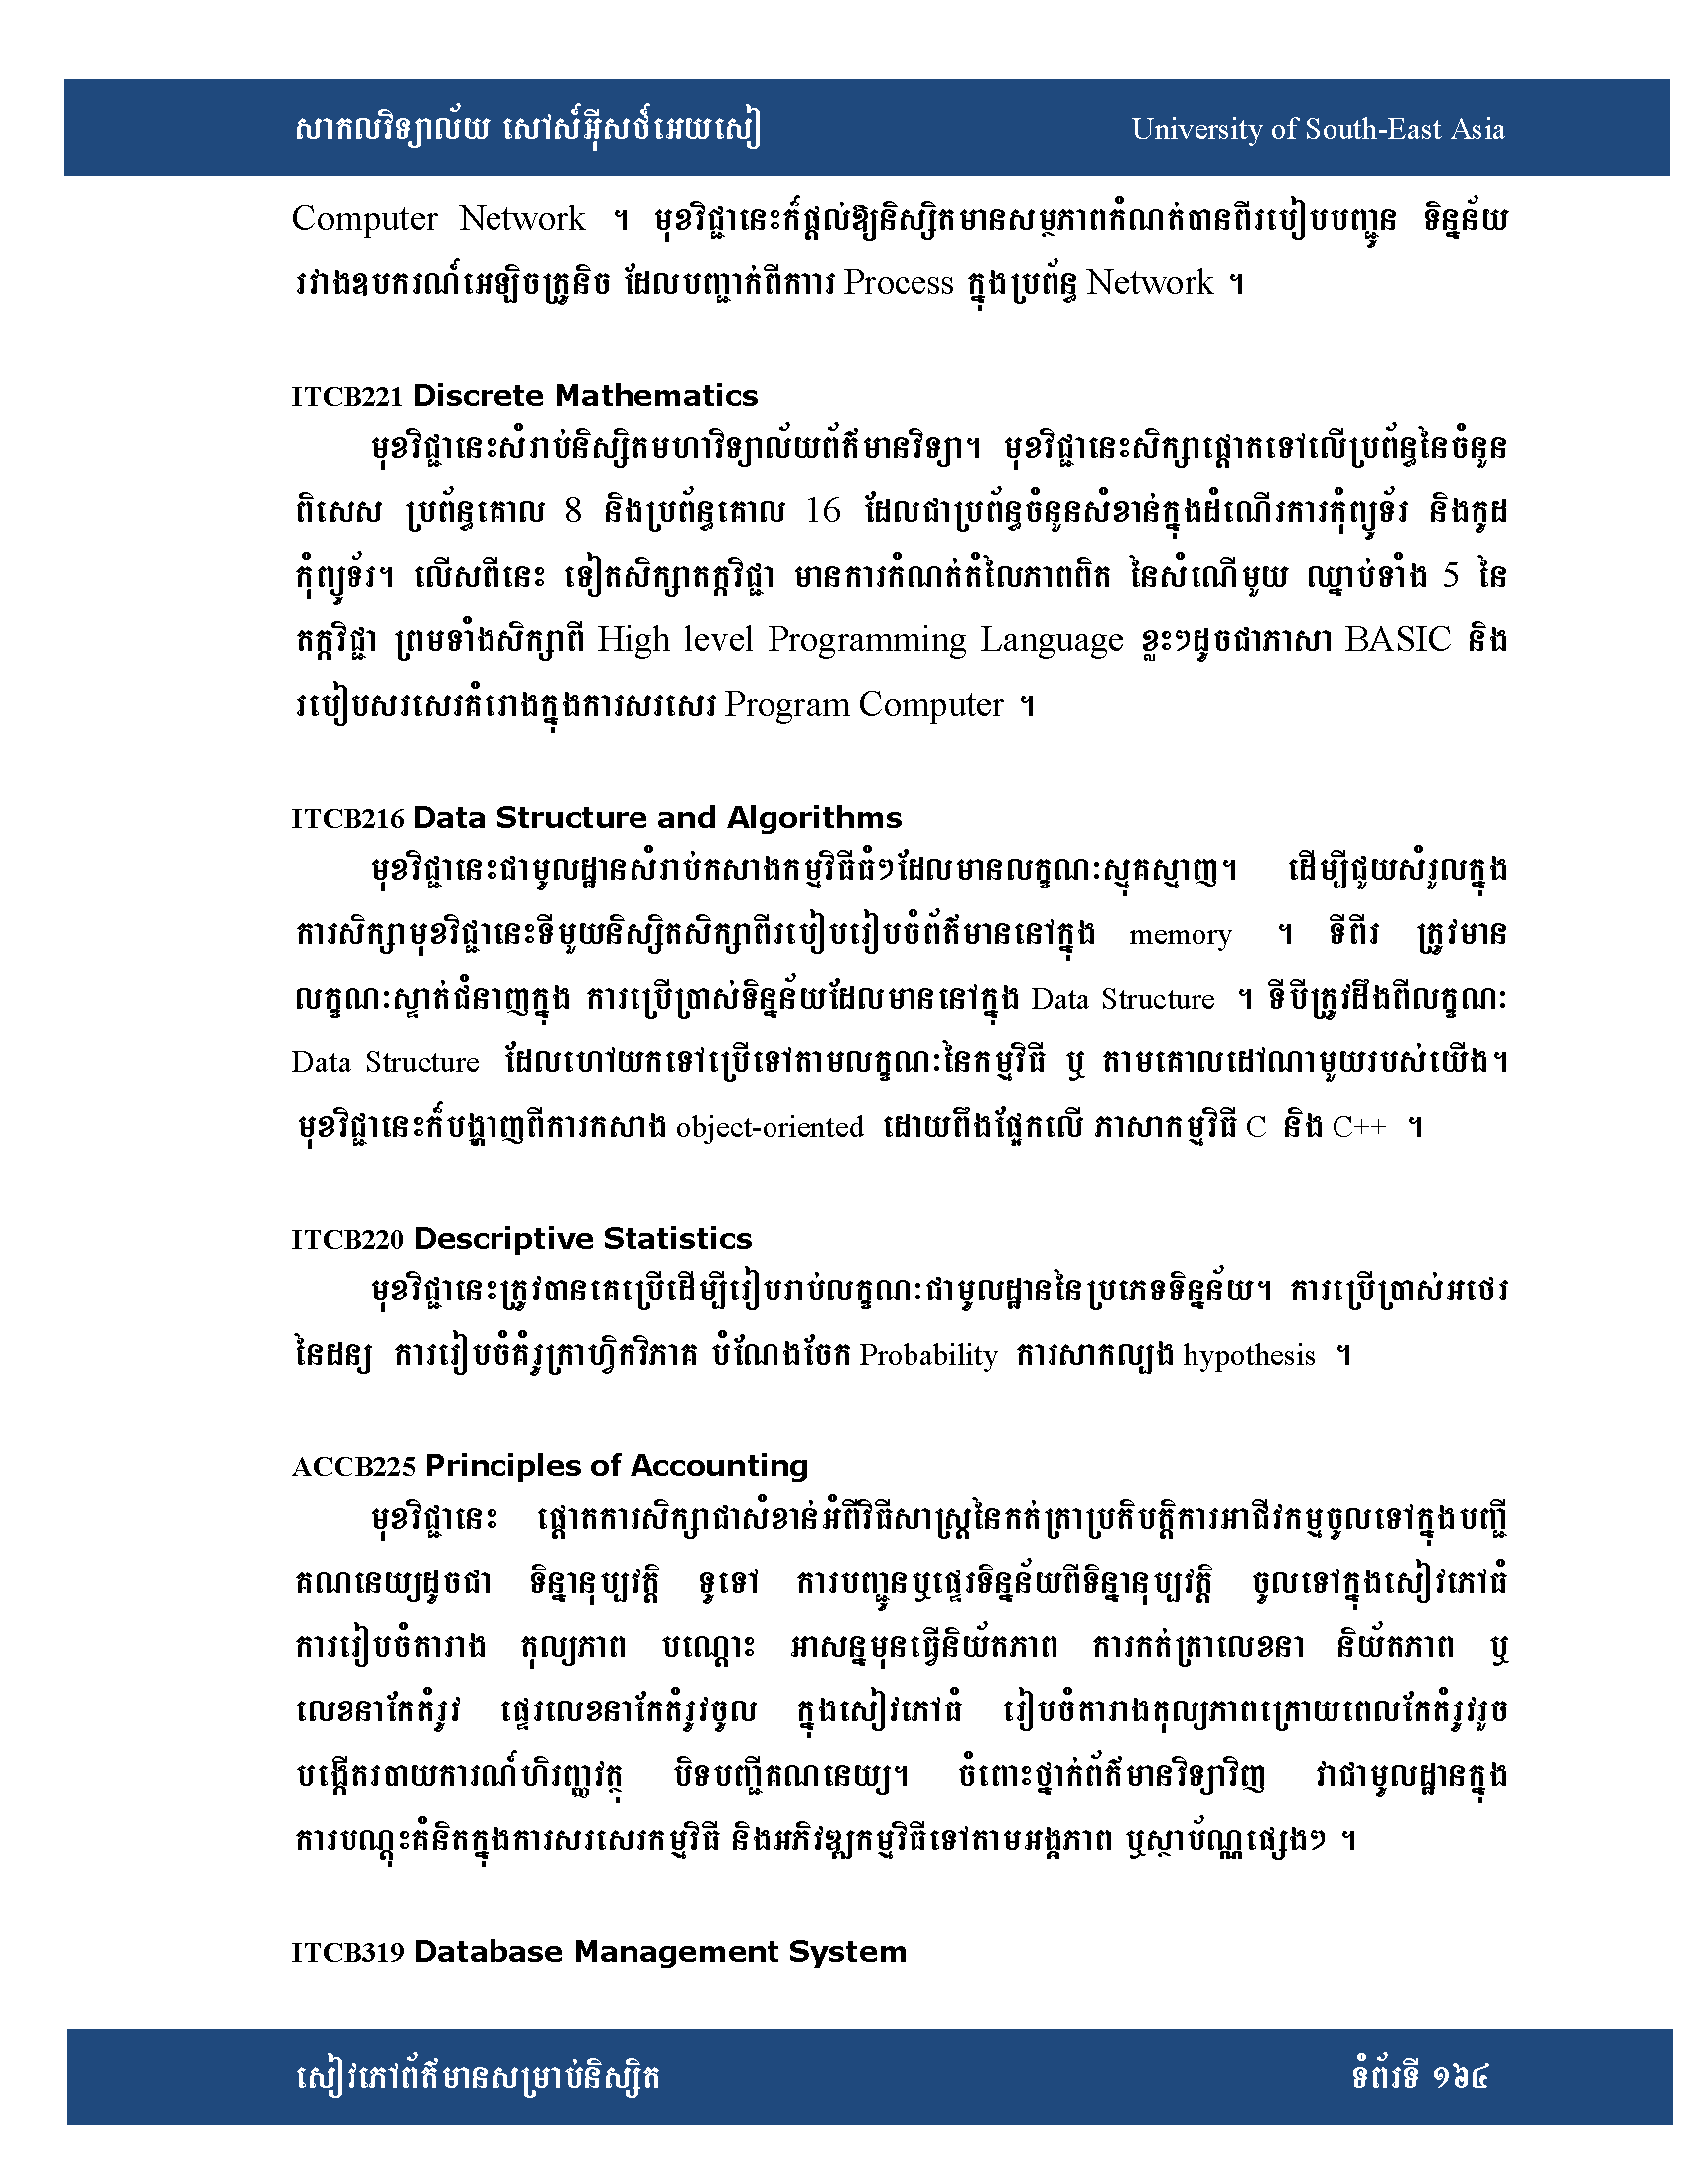 សាកលវិទ្យាល័យ សៅស៍អ៊ីសថ៍អេយសៀ University of South-East Asia
Computer Network ។ មុខវិជ្ជានេះក៏ផ្តល់ឱ្យនិស្សិតមានសមត្ថភាពកំណត់បានពីរបៀបបញ្ជូន ទិន្នន័យ
រវាងឧបករណ៍អេឡិចត្រូនិច ដែលបញ្ជាក់ពីការ Process ក្នុងប្រព័ន្ធ Network ។
ITCB221 Discrete Mathematics
មុខវិជ្ជានេះសំរាប់និស្សិតមហាវិទ្យាល័យព័ត៌មានវិទ្យា។ មុខវិជ្ជានេះសិក្សាផ្តោតទៅលើប្រព័ន្ធនៃចំនួន
ពិសេស ប្រព័ន្ធគោល 8 និងប្រព័ន្ធគោល 16 ដែលជាប្រព័ន្ធចំនួនសំខាន់ក្នុងដំណើរការកុំព្យូទ័រ និងកូដ
កុំព្យូទ័រ។ លើសពីនេះ ទៀតសិក្សាតក្កវិជ្ជា មានការកំណត់តំលៃភាពពិត នៃសំណើមួយ ឈ្នាប់ទាំង 5 នៃ
តក្កវិជ្ជា ព្រមទាំងសិក្សាពី High level Programming Language ខ្លះៗដូចជាភាសា BASIC និង
របៀបសរសេរគំរោងក្នុងការសរសេរ Program Computer ។
ITCB216 Data Structure and Algorithms
មុខវិជ្ជានេះជាមូលដ្ឋានសំរាប់កសាងកម្មវិធីធំៗដែលមានលក្ខណៈស្មុគស្មាញ។ ដើម្បីជួយសំរួលក្នុង
ការសិក្សាមុខវិជ្ជានេះទីមួយនិស្សិតសិក្សាពីរបៀបរៀបចំព័ត៌មាននៅក្នុង memory ។ ទីពីរ ត្រូវមាន
លក្ខណៈស្ទាត់ជំនាញក្នុង ការប្រើប្រាស់ទិន្នន័យដែលមាននៅក្នុង Data Structure ។ ទីបីត្រូវដឹងពីលក្ខណៈ
Data Structure ដែលហៅយកទៅប្រើទៅតាមលក្ខណៈនៃកម្មវិធី ឬ តាមគោលដៅណាមួយរបស់យើង។
មុខវិជ្ជានេះក៏បង្ហាញពីការកសាង object-oriented ដោយពឹងផ្អែកលើ ភាសាកម្មវិធី C និង C++ ។
ITCB220 Descriptive Statistics
មុខវិជ្ជានេះត្រូវបានគេប្រើដើម្បីរៀបរាប់លក្ខណៈជាមូលដ្ឋាននៃប្រភេទទិន្នន័យ។ ការប្រើប្រាស់អថេរ
នៃដន្យ ការរៀបចំគំរូក្រាហ្វិកវិភាគ បំណែងចែក Probability ការសាកល្បង hypothesis ។
ACCB225 Principles of Accounting
មុខវិជ្ជានេះ ផ្តោតការសិក្សាជាសំខាន់អំពីវិធីសាស្ត្រនៃកត់ត្រាប្រតិបត្តិការអាជីវកម្មចូលទៅក្នុងបញ្ជី
គណនេយ្យដូចជា ទិន្នានុប្បវត្តិ ទូទៅ ការបញ្ជូនឬផ្ទេរទិន្នន័យពីទិន្នានុប្បវត្តិ ចូលទៅក្នុងសៀវភៅធំ
ការរៀបចំតារាង តុល្យភាព បណ្តោះ អាសន្នមុនធ្វើនិយ័តភាព ការកត់ត្រាលេខនា និយ័តភាព ឬ
លេខនាកែតំរូវ ផ្ទេរលេខនាកែតំរូវចូល ក្នុងសៀវភៅធំ រៀបចំតារាងតុល្យភាពក្រោយពេលកែតំរូវរួច
បង្កើតរបាយការណ៍ហិរញ្ញវត្ថុ បិទបញ្ជីគណនេយ្យ។ ចំពោះថ្នាក់ព័ត៌មានវិទ្យាវិញ វាជាមូលដ្ឋានក្នុង
ការបណ្តុះគំនិតក្នុងការសរសេរកម្មវិធី និងអភិវឌ្ឍកម្មវិធីទៅតាមអង្គភាព ឬស្ថាប័ណ្ណផ្សេងៗ ។
ITCB319 Database Management System
សៀវភៅព័ត៌មានសម្រាប់និស្សិត ទំព័រទី ១៦៤